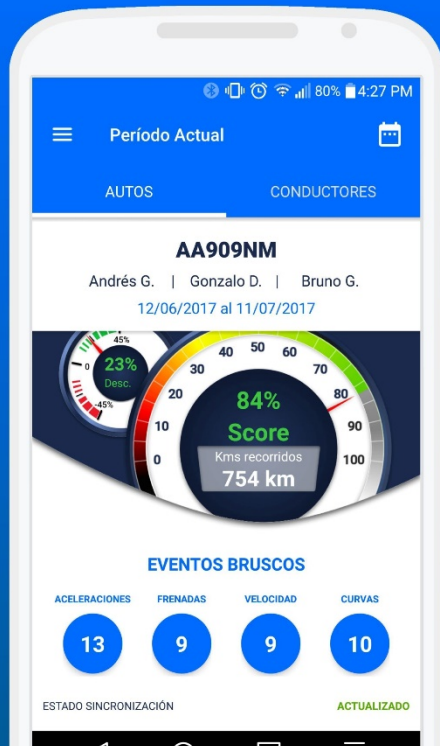 80% 4:27 PM
Período Actual
AUTOS CONDUCTORES
AA909NM
Andrés G. | Gonzalo D. | Bruno G.
12/06/2017 al 11/07/2017
45%
0
23%
Desc.
-45%
0 10 20 30 40 50 60 70 80 90 100
84%
Score
Kms recorridos
754 km
EVENTOS BRUSCOS
ACELERACIONES FRENADAS VELOCIDAD CURVAS
13 9 9 10
ESTADO SINCRONIZACIÓN ACTUALIZADO